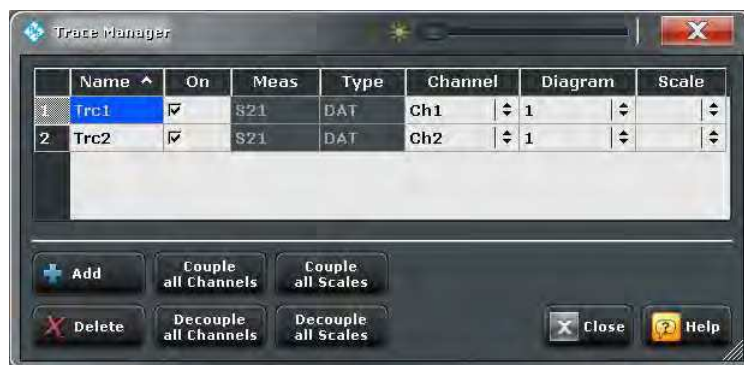 Trace Manager
Name On Meas Type Channel Diagram Scale
1 Trc1 S21 DAT Ch1 1
2 Trc2 S21 DAT Ch2 1
Add Couple all Channels Couple all Scales
Delete Decouple all Channels Decouple all Scales Close Help